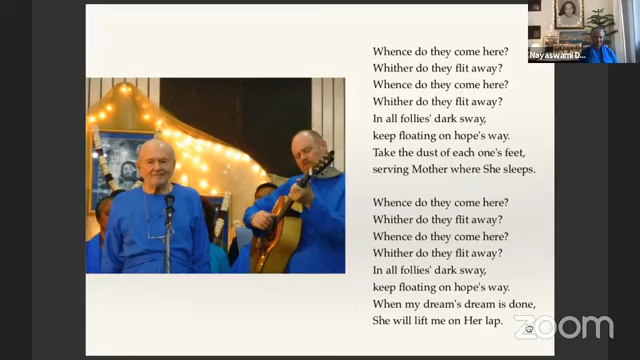 Whence do they come here?
Whither do they flit away?
Whence do they come here?
Whither do they flit away?
In all follies' dark sway,
keep floating on hope's way.
Take the dust of each one's feet,
serving Mother where She sleeps.
Whence do they come here?
Whither do they flit away?
Whence do they come here?
Whither do they flit away?
In all follies' dark sway,
keep floating on hope's way.
When my dream's dream is done,
She will lift me on Her lap.
Nayaswami D...
zoom